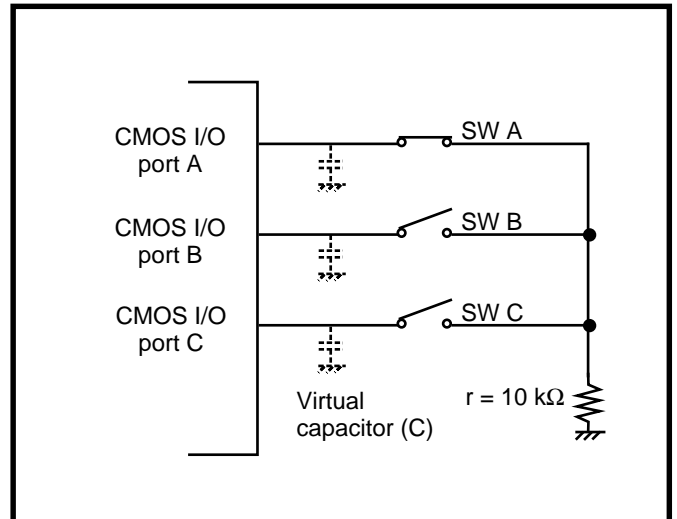 CMOS I/O
port A
SW A
CMOS I/O
port B
SW B
CMOS I/O
port C
SW C
Virtual
capacitor (C)
r = 10 kΩ